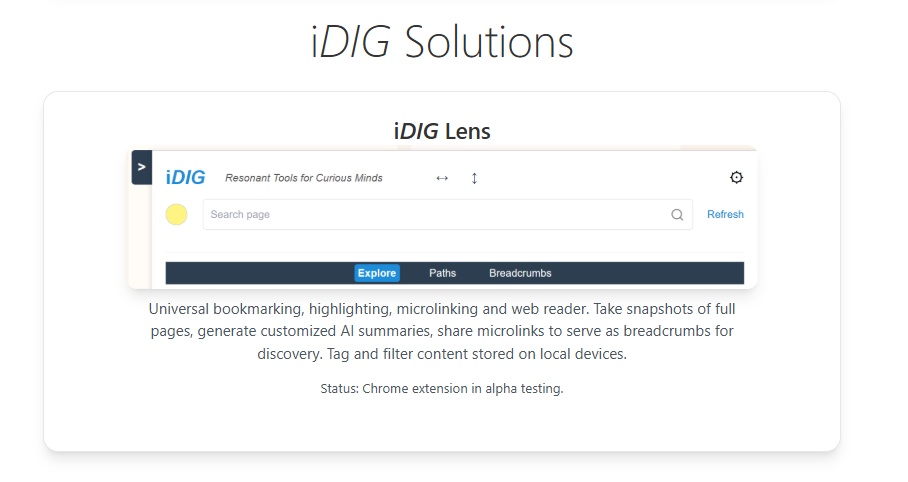 iDIG Solutions
iDIG Lens
>
iDIG Resonant Tools for Curious Minds ↔ ↕
Search page Refresh
Explore Paths Breadcrumbs
Universal bookmarking, highlighting, microlinking and web reader. Take snapshots of full
pages, generate customized AI summaries, share microlinks to serve as breadcrumbs for
discovery. Tag and filter content stored on local devices.
Status: Chrome extension in alpha testing.